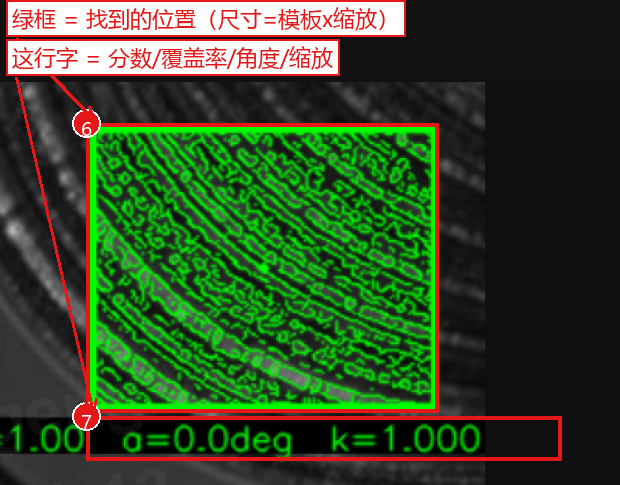 绿框 = 找到的位置（尺寸=模板x缩放）
这行字 = 分数/覆盖率/角度/缩放
6
7
=1.00 a=0.0deg k=1.000